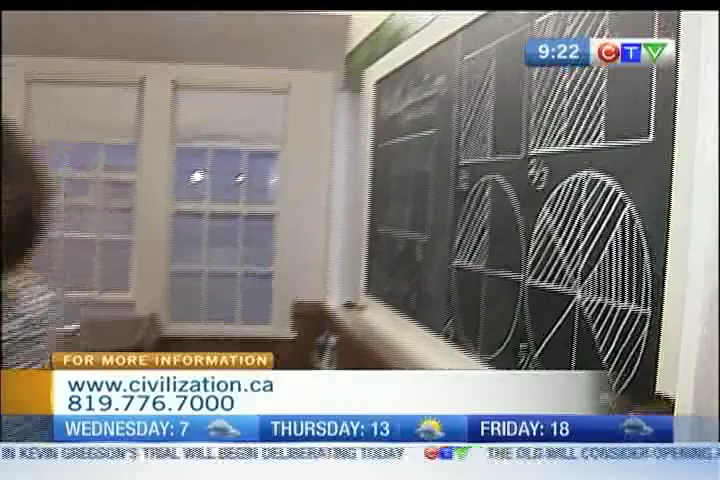 9:22 CTV
FOR MORE INFORMATION
www.civilization.ca
819.776.7000
WEDNESDAY: 7 THURSDAY: 13 FRIDAY: 18
IN KEVIN GREGSON'S TRIAL WILL BEGIN DELIBERATING TODAY CTV THE OLG WILL CONSIDER OPENING